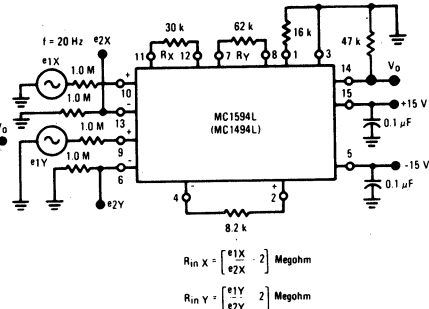 e1X
e2X
f = 20 Hz
30 k
62 k
16 k
47 k
11
RX
12
7
RY
8
1
3
1.0 M
+
10
14
VO
1.0 M
-
13
15
+15 V
MC1594L
(MC1494L)
0.1 μF
Vo
1.0 M
+
9
e1Y
1.0 M
-
6
5
-15 V
0.1 μF
e2Y
4
-
+
2
8.2 k
Rin X = [e1X/e2X - 2] Megohm
Rin Y = [e1Y/e2Y 2] Megohm